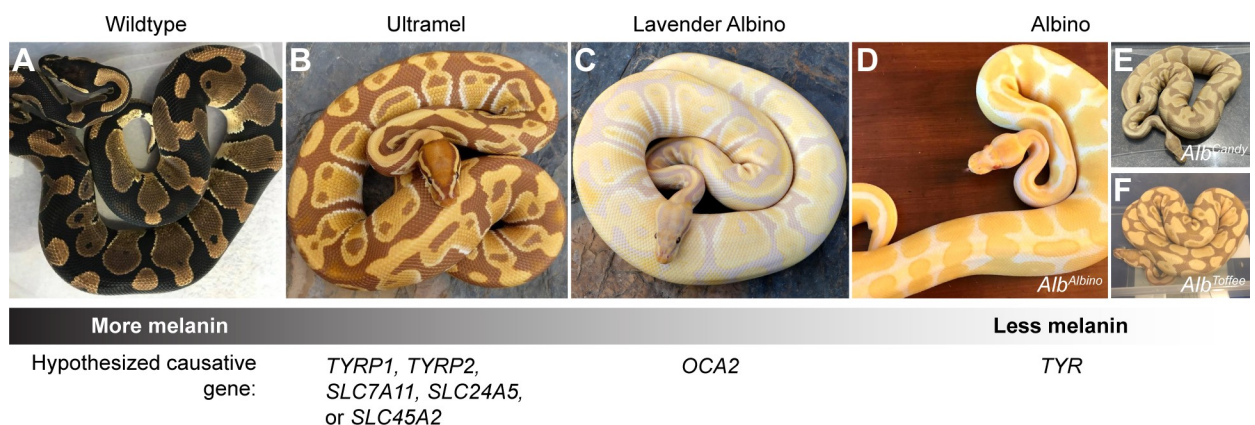 Wildtype
Ultramel
Lavender Albino
Albino
A
B
C
D
E
F
Alb^Candy
Alb^Albino
Alb^Toffee
More melanin
Less melanin
Hypothesized causative
gene:
TYRP1, TYRP2,
SLC7A11, SLC24A5,
or SLC45A2
OCA2
TYR